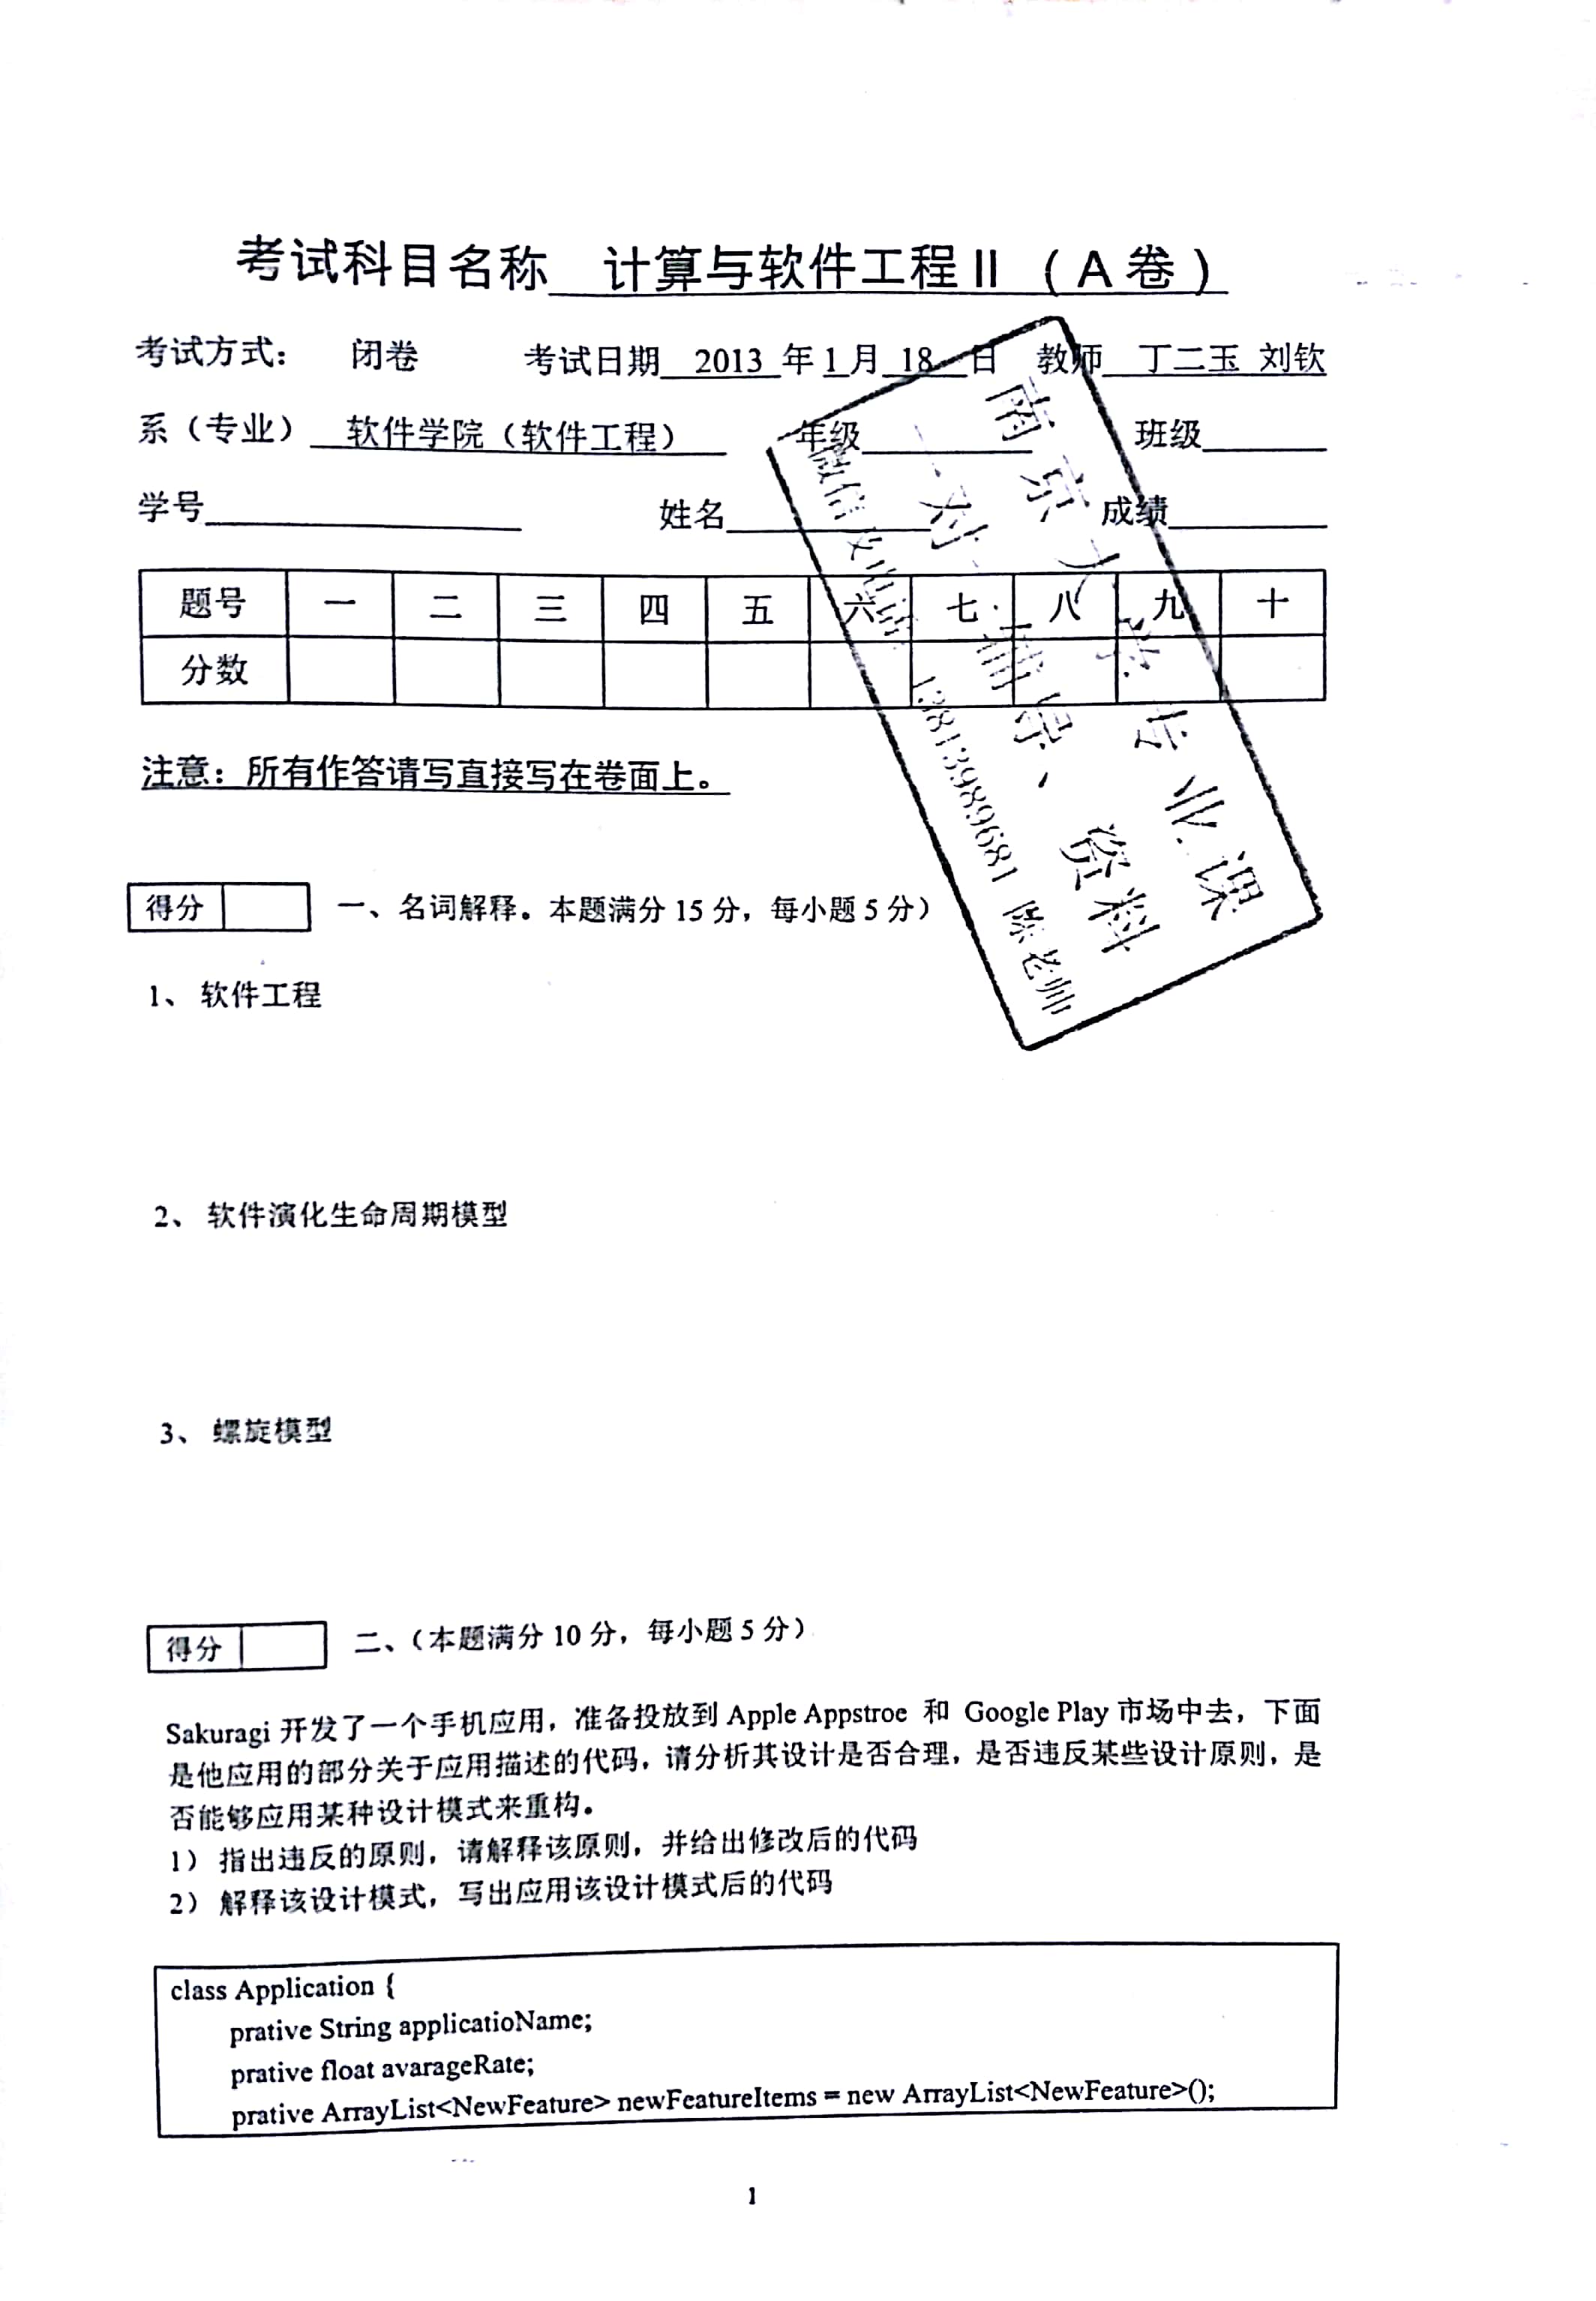 考试科目名称 计算与软件工程II （A卷）
考试方式： 闭卷 考试日期 2013 年 1 月 18 日 教师 丁二玉 刘钦
系（专业） 软件学院（软件工程） 年级 班级
学号 姓名 成绩
题号 一 二 三 四 五 六 七 八 九 十
分数
注意：所有作答请写直接写在卷面上。
南京大学专业课
一对一辅导、资料
13813989681 陈老师
得分 一、名词解释。本题满分 15 分，每小题 5 分）
1、 软件工程
2、 软件演化生命周期模型
3、 螺旋模型
得分 二、（本题满分 10 分，每小题 5 分）
Sakuragi 开发了一个手机应用，准备投放到 Apple Appstroe 和 Google Play 市场中去，下面
是他应用的部分关于应用描述的代码，请分析其设计是否合理，是否违反某些设计原则，是
否能够应用某种设计模式来重构。
1） 指出违反的原则，请解释该原则，并给出修改后的代码
2） 解释该设计模式，写出应用该设计模式后的代码
class Application {
prative String applicatioName;
prative float avarageRate;
prative ArrayList<NewFeature> newFeatureItems = new ArrayList<NewFeature>();
1